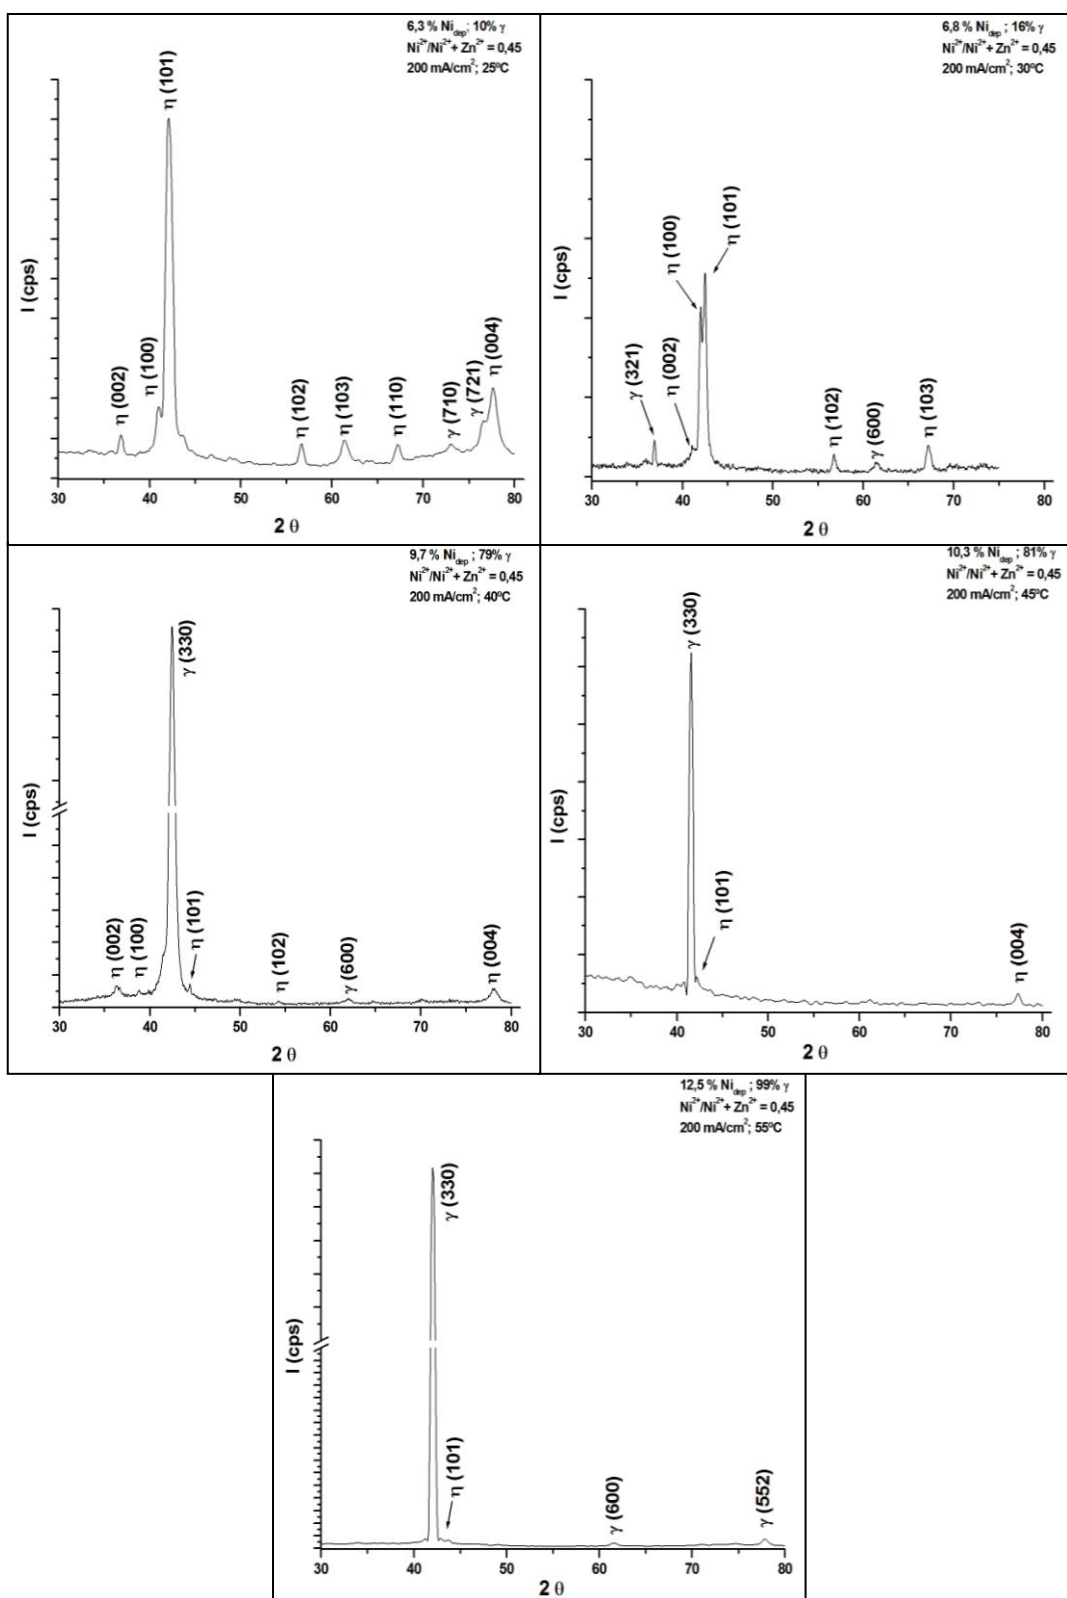 6,3 % Ni_dep; 10% γ
Ni²⁺/Ni²⁺ + Zn²⁺ = 0,45
200 mA/cm²; 25ºC
I (cps)
η (002)
η (100)
η (101)
η (102)
η (103)
η (110)
γ (710)
γ (721)
η (004)
30 40 50 60 70 80
2 θ
6,8 % Ni_dep ; 16% γ
Ni²⁺/Ni²⁺ + Zn²⁺ = 0,45
200 mA/cm²; 30ºC
I (cps)
γ (321)
η (002)
η (100)
η (101)
η (102)
γ (600)
η (103)
30 40 50 60 70 80
2 θ
9,7 % Ni_dep ; 79% γ
Ni²⁺/Ni²⁺ + Zn²⁺ = 0,45
200 mA/cm²; 40ºC
I (cps)
η (002)
η (100)
γ (330)
η (101)
η (102)
γ (600)
η (004)
30 40 50 60 70 80
2 θ
10,3 % Ni_dep ; 81% γ
Ni²⁺/Ni²⁺ + Zn²⁺ = 0,45
200 mA/cm²; 45ºC
I (cps)
γ (330)
η (101)
η (004)
30 40 50 60 70 80
2 θ
12,5 % Ni_dep ; 99% γ
Ni²⁺/Ni²⁺ + Zn²⁺ = 0,45
200 mA/cm²; 55ºC
I (cps)
γ (330)
η (101)
γ (600)
γ (552)
30 40 50 60 70 80
2 θ